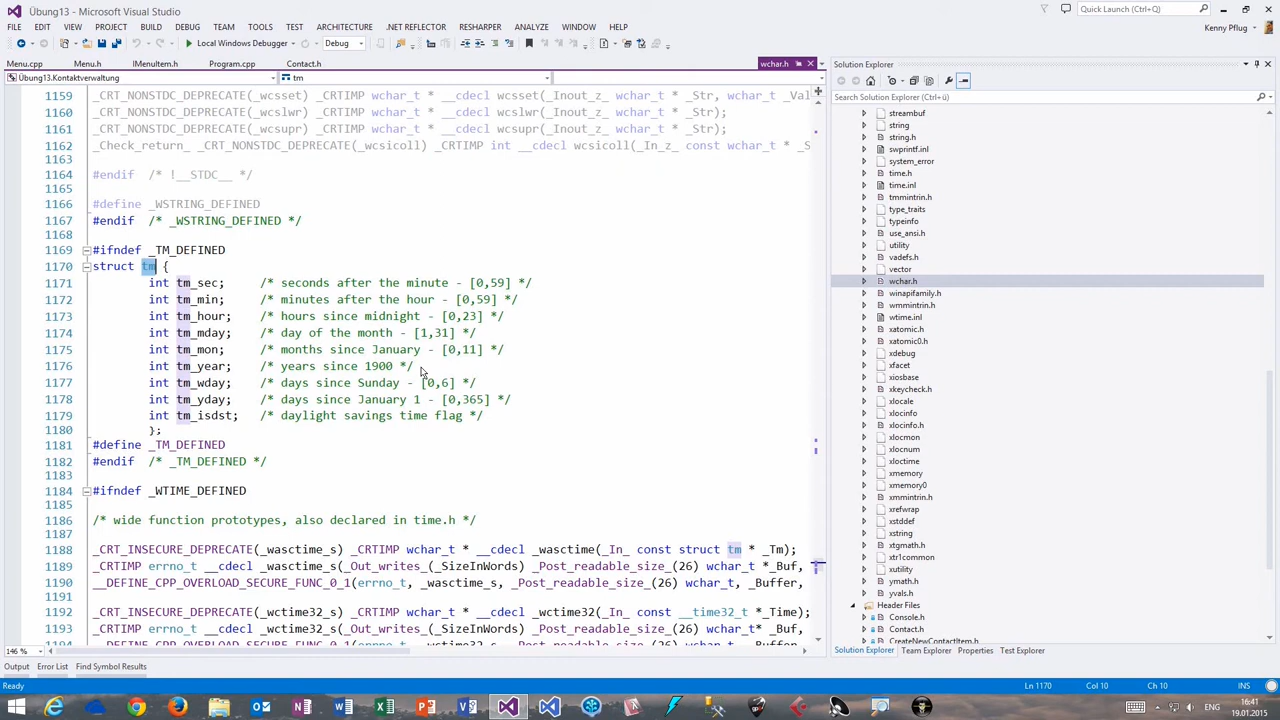 Übung13 - Microsoft Visual Studio
Quick Launch (Ctrl+Q)
FILE EDIT VIEW PROJECT BUILD DEBUG TEAM TOOLS TEST ARCHITECTURE .NET REFLECTOR RESHARPER ANALYZE WINDOW HELP
Kenny Pflug
Local Windows Debugger Debug
Menu.cpp Menu.h IMenuItem.h Program.cpp Contact.h wchar.h
Übung13.Kontaktverwaltung tm
1159 _CRT_NONSTDC_DEPRECATE(_wcsset) _CRTIMP wchar_t * __cdecl wcsset(_Inout_z_ wchar_t * _Str, wchar_t _Val
1160 _CRT_NONSTDC_DEPRECATE(_wcslwr) _CRTIMP wchar_t * __cdecl wcslwr(_Inout_z_ wchar_t * _Str);
1161 _CRT_NONSTDC_DEPRECATE(_wcsupr) _CRTIMP wchar_t * __cdecl wcsupr(_Inout_z_ wchar_t * _Str);
1162 _Check_return_ _CRT_NONSTDC_DEPRECATE(_wcsicoll) _CRTIMP int __cdecl wcsicoll(_In_z_ const wchar_t * _S
1163
1164 #endif /* !__STDC__ */
1165
1166 #define _WSTRING_DEFINED
1167 #endif /* _WSTRING_DEFINED */
1168
1169 #ifndef _TM_DEFINED
1170 struct tm {
1171 int tm_sec; /* seconds after the minute - [0,59] */
1172 int tm_min; /* minutes after the hour - [0,59] */
1173 int tm_hour; /* hours since midnight - [0,23] */
1174 int tm_mday; /* day of the month - [1,31] */
1175 int tm_mon; /* months since January - [0,11] */
1176 int tm_year; /* years since 1900 */
1177 int tm_wday; /* days since Sunday - [0,6] */
1178 int tm_yday; /* days since January 1 - [0,365] */
1179 int tm_isdst; /* daylight savings time flag */
1180 };
1181 #define _TM_DEFINED
1182 #endif /* _TM_DEFINED */
1183
1184 #ifndef _WTIME_DEFINED
1185
1186 /* wide function prototypes, also declared in time.h */
1187
1188 _CRT_INSECURE_DEPRECATE(_wasctime_s) _CRTIMP wchar_t * __cdecl _wasctime(_In_ const struct tm * _Tm);
1189 _CRTIMP errno_t __cdecl _wasctime_s(_Out_writes_(_SizeInWords) _Post_readable_size_(26) wchar_t *_Buf,
1190 __DEFINE_CPP_OVERLOAD_SECURE_FUNC_0_1(errno_t, _wasctime_s, _Post_readable_size_(26) wchar_t, _Buffer,
1191
1192 _CRT_INSECURE_DEPRECATE(_wctime32_s) _CRTIMP wchar_t * __cdecl _wctime32(_In_ const __time32_t *_Time);
1193 _CRTIMP errno_t __cdecl _wctime32_s(_Out_writes_(_SizeInWords) _Post_readable_size_(26) wchar_t *_Buf,
146 %
Solution Explorer
Search Solution Explorer (Ctrl+ü)
streambuf
string
string.h
swprintf.inl
system_error
time.h
time.inl
tmmintrin.h
type_traits
typeinfo
use_ansi.h
utility
vadefs.h
vector
wchar.h
winapifamily.h
wmmintrin.h
wtime.inl
xatomic.h
xatomic0.h
xdebug
xfacet
xiosbase
xkeycheck.h
xlocale
xlocinfo
xlocinfo.h
xlocmon
xlocnum
xloctime
xmemory
xmemory0
xmmintrin.h
xrefwrap
xstddef
xstring
xtgmath.h
xtr1common
xutility
ymath.h
yvals.h
Header Files
Console.h
Contact.h
CreateNewContactItem.h
Solution Explorer Team Explorer Properties Test Explorer
Output Error List Find Symbol Results
Ready Ln 1170 Col 10 Ch 10 INS
ENG 16:41
19.01.2015